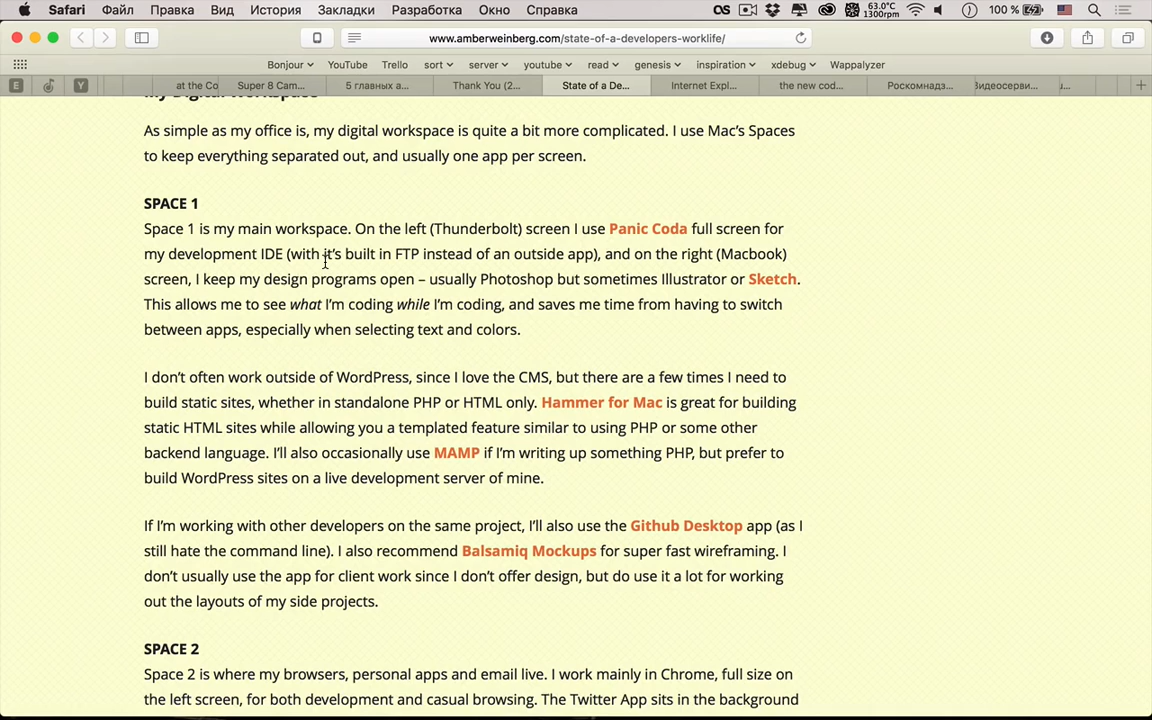 Safari Файл Правка Вид История Закладки Разработка Окно Справка
63.0°C
1300rpm
100 %
www.amberweinberg.com/state-of-a-developers-worklife/
Bonjour YouTube Trello sort server youtube read genesis inspiration xdebug Wappalyzer
E Y at the Co Super 8 Cam... 5 главных а... Thank You (2... State of a De... Internet Expl... the new cod... Роскомнадз... Видеосерви...
My Digital Workspace
As simple as my office is, my digital workspace is quite a bit more complicated. I use Mac’s Spaces
to keep everything separated out, and usually one app per screen.
SPACE 1
Space 1 is my main workspace. On the left (Thunderbolt) screen I use Panic Coda full screen for
my development IDE (with it’s built in FTP instead of an outside app), and on the right (Macbook)
screen, I keep my design programs open – usually Photoshop but sometimes Illustrator or Sketch.
This allows me to see what I’m coding while I’m coding, and saves me time from having to switch
between apps, especially when selecting text and colors.
I don’t often work outside of WordPress, since I love the CMS, but there are a few times I need to
build static sites, whether in standalone PHP or HTML only. Hammer for Mac is great for building
static HTML sites while allowing you a templated feature similar to using PHP or some other
backend language. I’ll also occasionally use MAMP if I’m writing up something PHP, but prefer to
build WordPress sites on a live development server of mine.
If I’m working with other developers on the same project, I’ll also use the Github Desktop app (as I
still hate the command line). I also recommend Balsamiq Mockups for super fast wireframing. I
don’t usually use the app for client work since I don’t offer design, but do use it a lot for working
out the layouts of my side projects.
SPACE 2
Space 2 is where my browsers, personal apps and email live. I work mainly in Chrome, full size on
the left screen, for both development and casual browsing. The Twitter App sits in the background